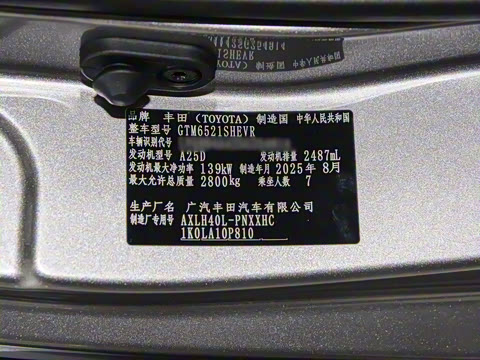 品牌 丰田 (TOYOTA) 制造国 中华人民共和国
整车型号 GTM6521SHEVR
车辆识别代号
发动机型号 A25D 发动机排量 2487mL
发动机最大净功率 139kW 制造年月 2025年 8月
最大允许总质量 2800kg 乘坐人数 7
生产厂名 广汽丰田汽车有限公司
制造厂专用号 AXLH40L-PNXXHC
1K0LA10P810